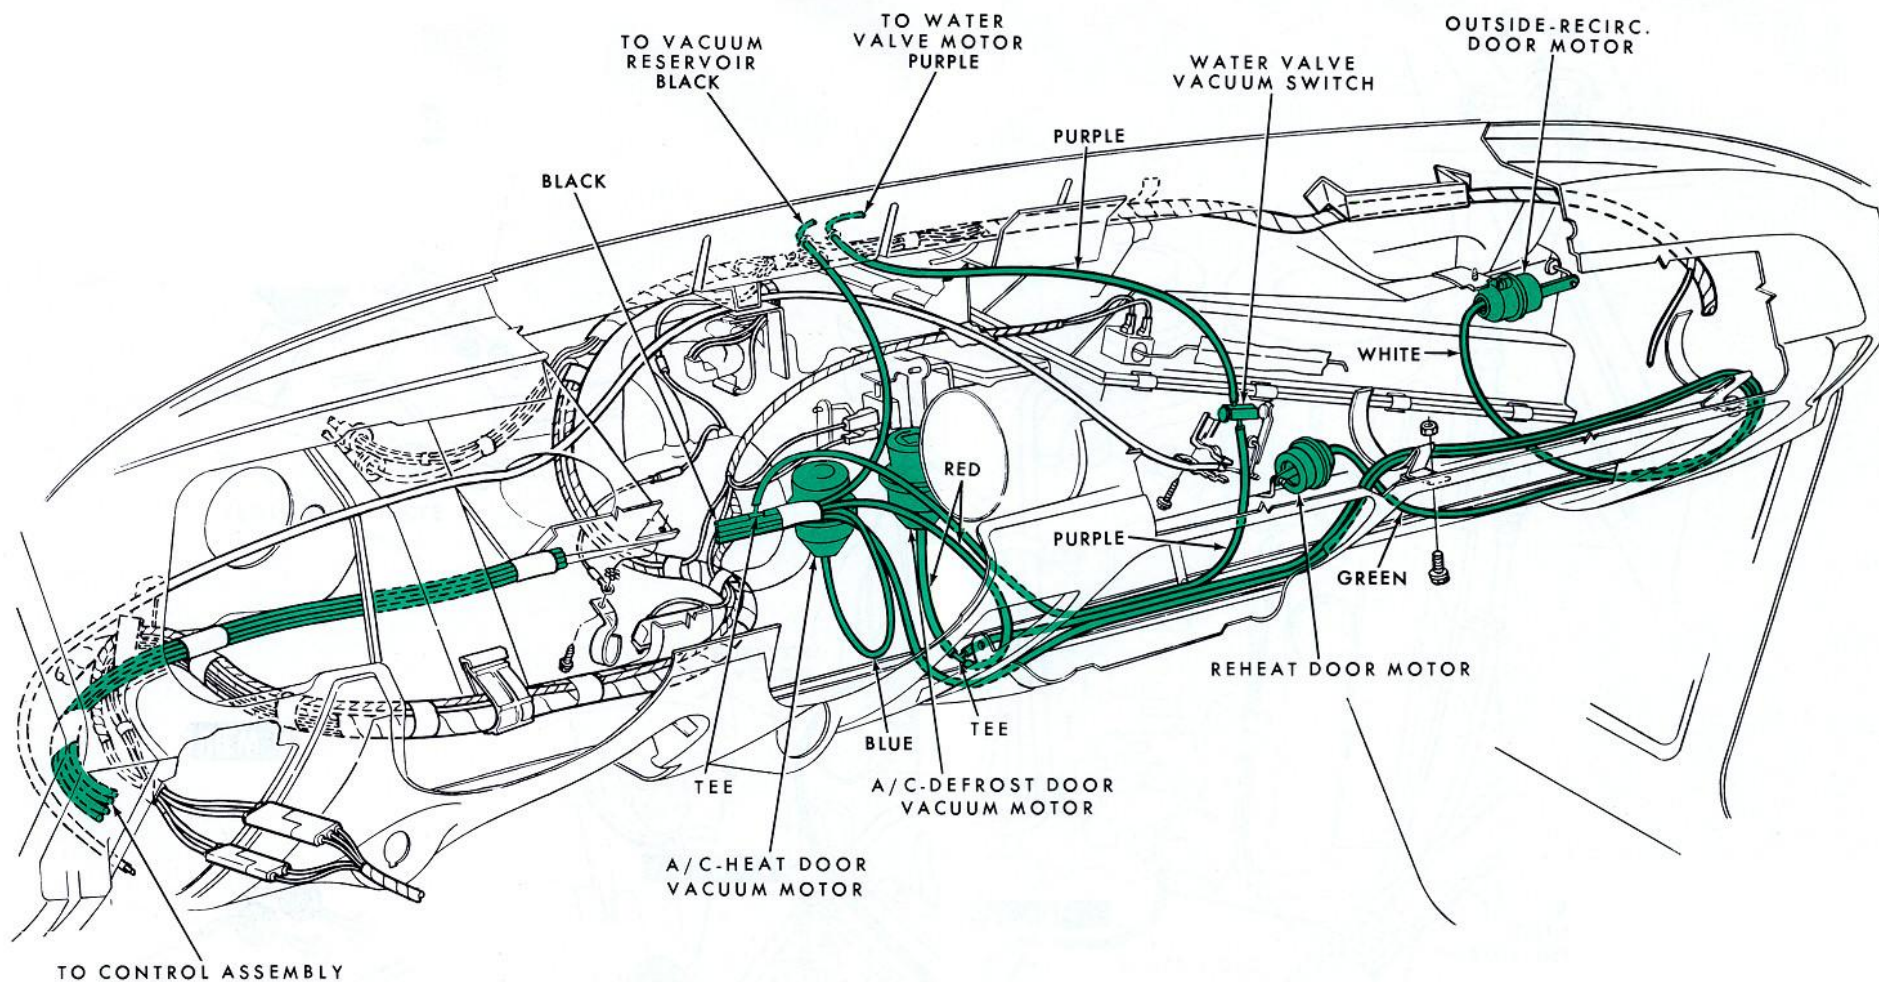 TO VACUUM
RESERVOIR
BLACK
TO WATER
VALVE MOTOR
PURPLE
WATER VALVE
VACUUM SWITCH
OUTSIDE-RECIRC.
DOOR MOTOR
PURPLE
BLACK
WHITE
RED
PURPLE
GREEN
REHEAT DOOR MOTOR
TEE
BLUE
TEE
A/C-DEFROST DOOR
VACUUM MOTOR
A/C-HEAT DOOR
VACUUM MOTOR
TO CONTROL ASSEMBLY